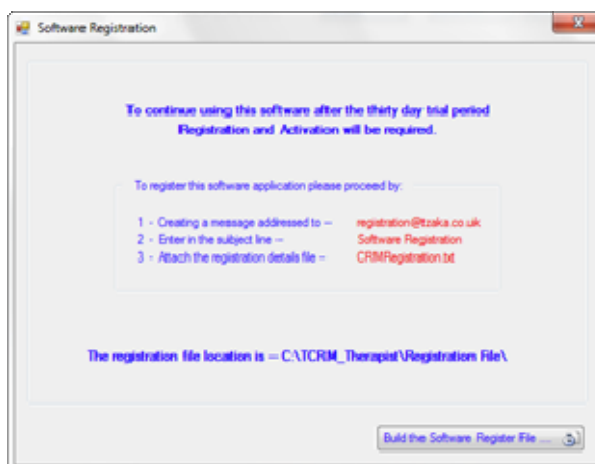 Software Registration
To continue using this software after the thirty day trial period
Registration and Activation will be required.
To register this software application please proceed by:
1 - Creating a message addressed to -- registration@tzaka.co.uk
2 - Enter in the subject line -- Software Registration
3 - Attach the registration details file -- CRMRegistration.txt
The registration file location is -- C:\TCRM_Therapist\Registration File\
Build the Software Register File ....